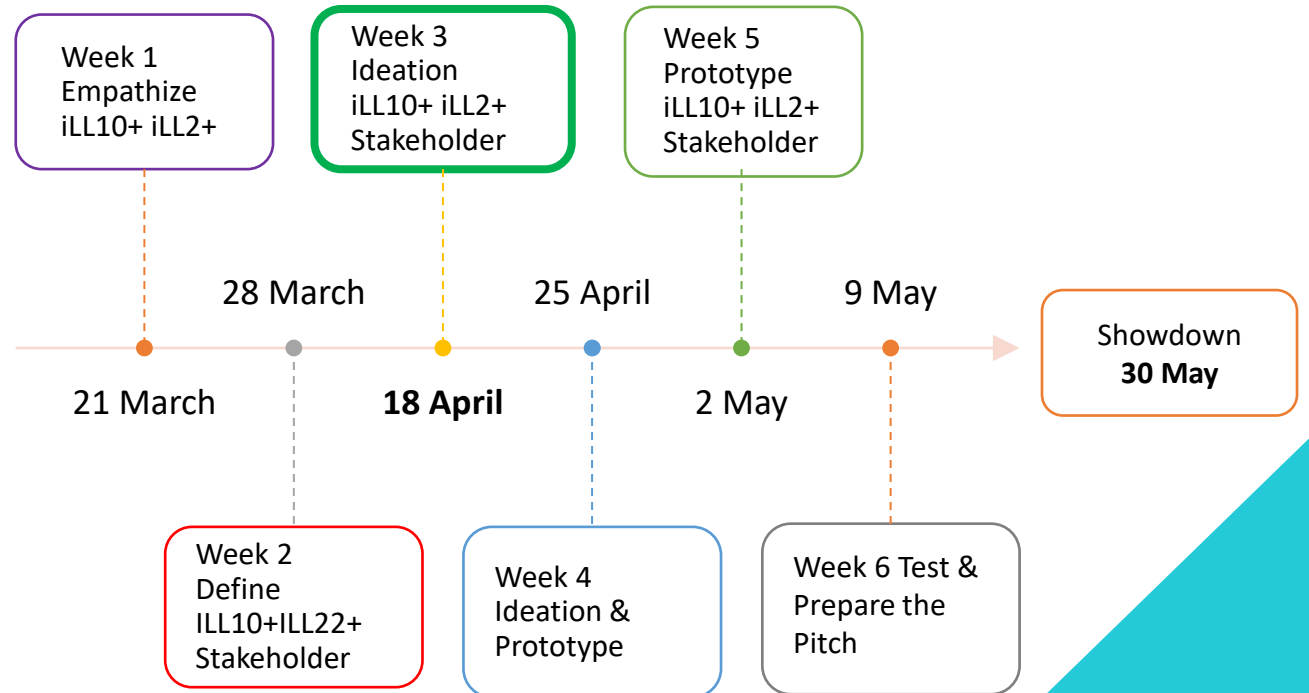 Week 1
Empathize
iLL10+ iLL2+
Week 3
Ideation
iLL10+ iLL2+
Stakeholder
Week 5
Prototype
iLL10+ iLL2+
Stakeholder
28 March
25 April
9 May
21 March
18 April
2 May
Showdown
30 May
Week 2
Define
ILL10+ILL22+
Stakeholder
Week 4
Ideation &
Prototype
Week 6 Test &
Prepare the
Pitch